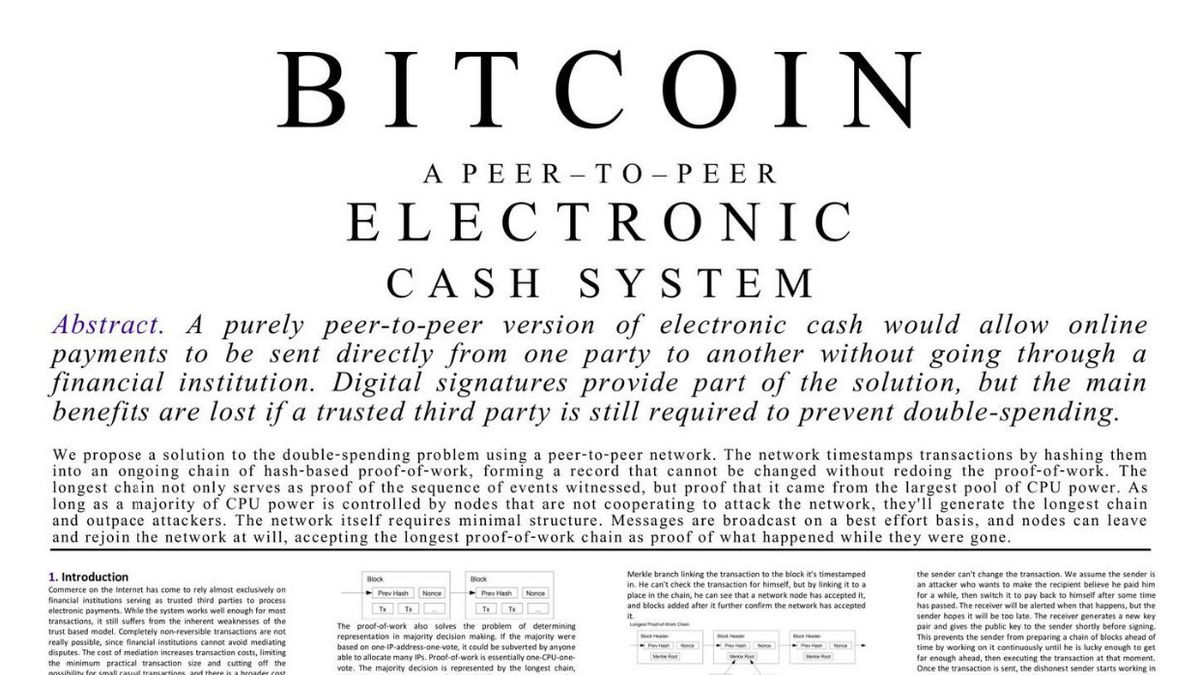 BITCOIN
A PEER–TO–PEER
ELECTRONIC
CASH SYSTEM
Abstract. A purely peer-to-peer version of electronic cash would allow online
payments to be sent directly from one party to another without going through a
financial institution. Digital signatures provide part of the solution, but the main
benefits are lost if a trusted third party is still required to prevent double-spending.
We propose a solution to the double-spending problem using a peer-to-peer network. The network timestamps transactions by hashing them
into an ongoing chain of hash-based proof-of-work, forming a record that cannot be changed without redoing the proof-of-work. The
longest chain not only serves as proof of the sequence of events witnessed, but proof that it came from the largest pool of CPU power. As
long as a majority of CPU power is controlled by nodes that are not cooperating to attack the network, they'll generate the longest chain
and outpace attackers. The network itself requires minimal structure. Messages are broadcast on a best effort basis, and nodes can leave
and rejoin the network at will, accepting the longest proof-of-work chain as proof of what happened while they were gone.
1. Introduction
Commerce on the Internet has come to rely almost exclusively on
financial institutions serving as trusted third parties to process
electronic payments. While the system works well enough for most
transactions, it still suffers from the inherent weaknesses of the
trust based model. Completely non-reversible transactions are not
really possible, since financial institutions cannot avoid mediating
disputes. The cost of mediation increases transaction costs, limiting
the minimum practical transaction size and cutting off the
possibility for small casual transactions, and there is a broader cost
Block
Prev Hash
Nonce
Tx
Tx
...
Block
Prev Hash
Nonce
Tx
Tx
...
The proof-of-work also solves the problem of determining
representation in majority decision making. If the majority were
based on one-IP-address-one-vote, it could be subverted by anyone
able to allocate many IPs. Proof-of-work is essentially one-CPU-one-
vote. The majority decision is represented by the longest chain,
Merkle branch linking the transaction to the block it's timestamped
in. He can't check the transaction for himself, but by linking it to a
place in the chain, he can see that a network node has accepted it,
and blocks added after it further confirm the network has accepted
it.
Longest Proof-of-Work Chain
Block Header
Prev Hash
Nonce
Merkle Root
Block Header
Prev Hash
Nonce
Merkle Root
Block Header
Prev Hash
Nonce
Merkle Root
the sender can't change the transaction. We assume the sender is
an attacker who wants to make the recipient believe he paid him
for a while, then switch it to pay back to himself after some time
has passed. The receiver will be alerted when that happens, but the
sender hopes it will be too late. The receiver generates a new key
pair and gives the public key to the sender shortly before signing.
This prevents the sender from preparing a chain of blocks ahead of
time by working on it continuously until he is lucky enough to get
far enough ahead, then executing the transaction at that moment.
Once the transaction is sent, the dishonest sender starts working in